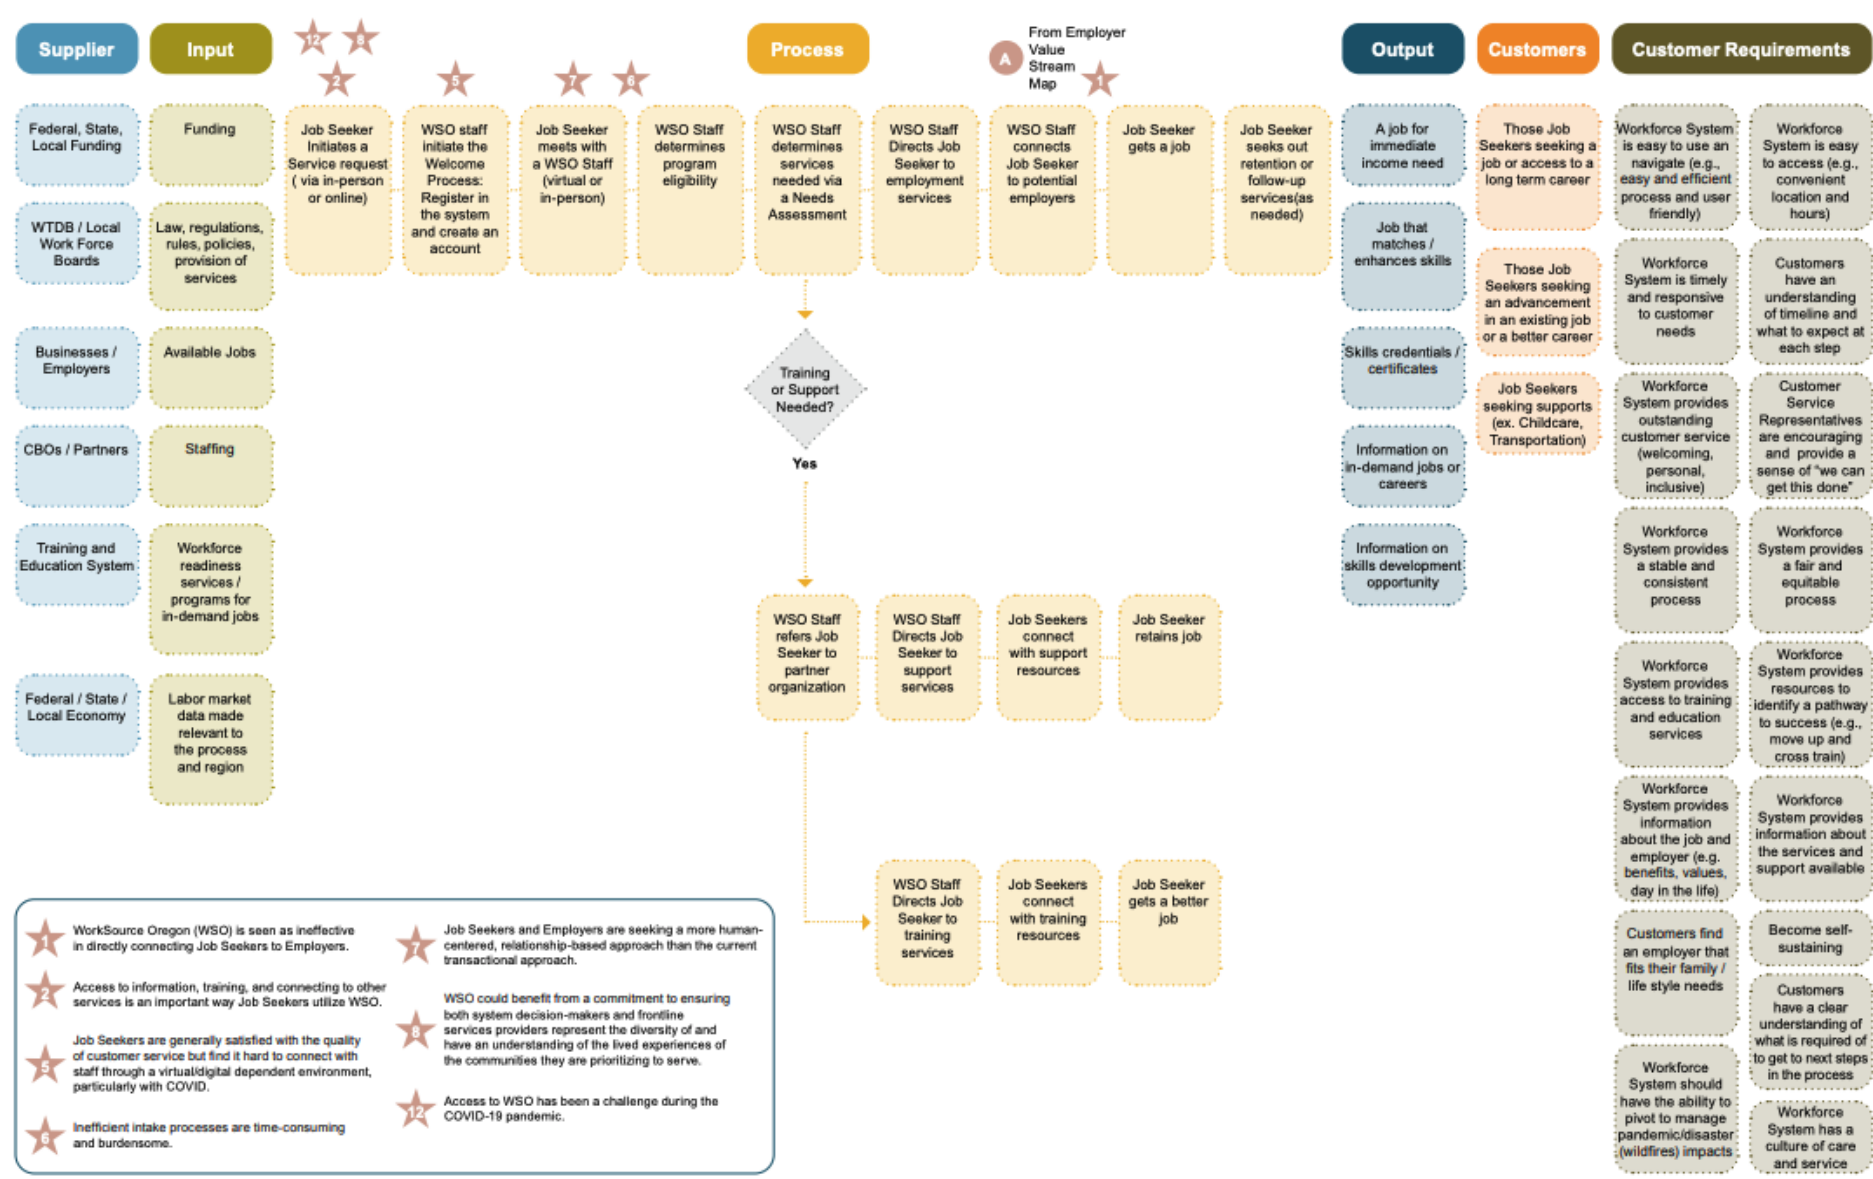 Supplier
Input
12
8
2
5
7
6
Process
A
From Employer
Value
Stream
Map
1
Output
Customers
Customer Requirements
Federal, State,
Local Funding
WTDB / Local
Work Force
Boards
Businesses /
Employers
CBOs / Partners
Training and
Education System
Federal / State /
Local Economy
Funding
Law, regulations,
rules, policies,
provision of
services
Available Jobs
Staffing
Workforce
readiness
services /
programs for
in-demand jobs
Labor market
data made
relevant to
the process
and region
Job Seeker
Initiates a
Service request
( via in-person
or online)
WSO staff
initiate the
Welcome
Process:
Register in
the system
and create an
account
Job Seeker
meets with
a WSO Staff
(virtual or
in-person)
WSO Staff
determines
program
eligibility
WSO Staff
determines
services
needed via
a Needs
Assessment
WSO Staff
Directs Job
Seeker to
employment
services
WSO Staff
connects
Job Seeker
to potential
employers
Job Seeker
gets a job
Job Seeker
seeks out
retention or
follow-up
services(as
needed)
Training
or Support
Needed?
Yes
WSO Staff
refers Job
Seeker to
partner
organization
WSO Staff
Directs Job
Seeker to
support
services
Job Seekers
connect
with support
resources
Job Seeker
retains job
WSO Staff
Directs Job
Seeker to
training
services
Job Seekers
connect
with training
resources
Job Seeker
gets a better
job
A job for
immediate
income need
Job that
matches /
enhances skills
Skills credentials /
certificates
Information on
in-demand jobs or
careers
Information on
skills development
opportunity
Those Job
Seekers seeking a
job or access to a
long term career
Those Job
Seekers seeking
an advancement
in an existing job
or a better career
Job Seekers
seeking supports
(ex. Childcare,
Transportation)
Workforce System
is easy to use an
navigate (e.g.,
easy and efficient
process and user
friendly)
Workforce
System is easy
to access (e.g.,
convenient
location and
hours)
Workforce
System is timely
and responsive
to customer
needs
Customers
have an
understanding
of timeline and
what to expect at
each step
Workforce
System provides
outstanding
customer service
(welcoming,
personal,
inclusive)
Customer
Service
Representatives
are encouraging
and provide a
sense of “we can
get this done”
Workforce
System provides
a stable and
consistent
process
Workforce
System provides
a fair and
equitable
process
Workforce
System provides
access to training
and education
services
Workforce
System provides
resources to
identify a pathway
to success (e.g.,
move up and
cross train)
Workforce
System provides
information
about the job and
employer (e.g.
benefits, values,
day in the life)
Workforce
System provides
information about
the services and
support available
Customers find
an employer that
fits their family /
life style needs
Become self-
sustaining
Customers
have a clear
understanding of
what is required of
to get to next steps
in the process
Workforce
System should
have the ability to
pivot to manage
pandemic/disaster
(wildfires) impacts
Workforce
System has a
culture of care
and service
1
WorkSource Oregon (WSO) is seen as ineffective
in directly connecting Job Seekers to Employers.
2
Access to information, training, and connecting to other
services is an important way Job Seekers utilize WSO.
5
Job Seekers are generally satisfied with the quality
of customer service but find it hard to connect with
staff through a virtual/digital dependent environment,
particularly with COVID.
6
Inefficient intake processes are time-consuming
and burdensome.
7
Job Seekers and Employers are seeking a more human-
centered, relationship-based approach than the current
transactional approach.
8
WSO could benefit from a commitment to ensuring
both system decision-makers and frontline
services providers represent the diversity of and
have an understanding of the lived experiences of
the communities they are prioritizing to serve.
12
Access to WSO has been a challenge during the
COVID-19 pandemic.